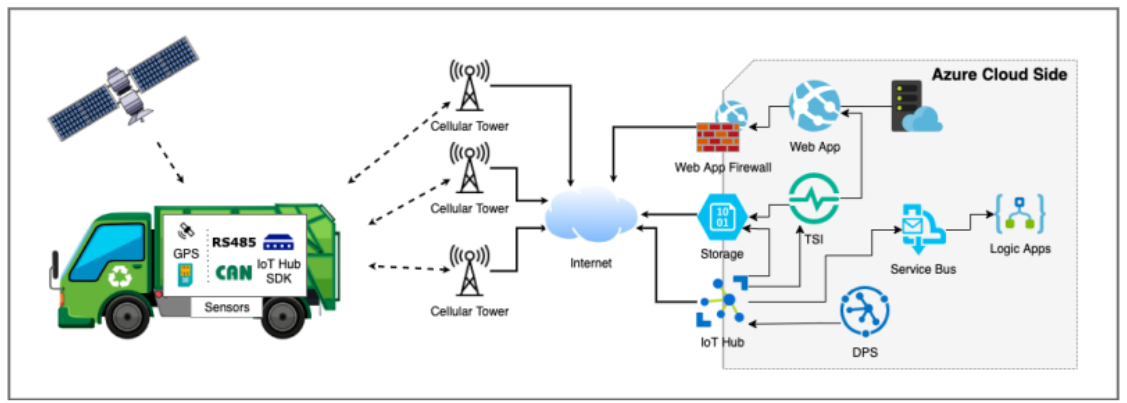 Azure Cloud Side
Cellular Tower
Web App Firewall
Web App
Cellular Tower
GPS
RS485
CAN
IoT Hub
SDK
Sensors
Internet
10
01
Storage
TSI
Service Bus
Logic Apps
Cellular Tower
IoT Hub
DPS